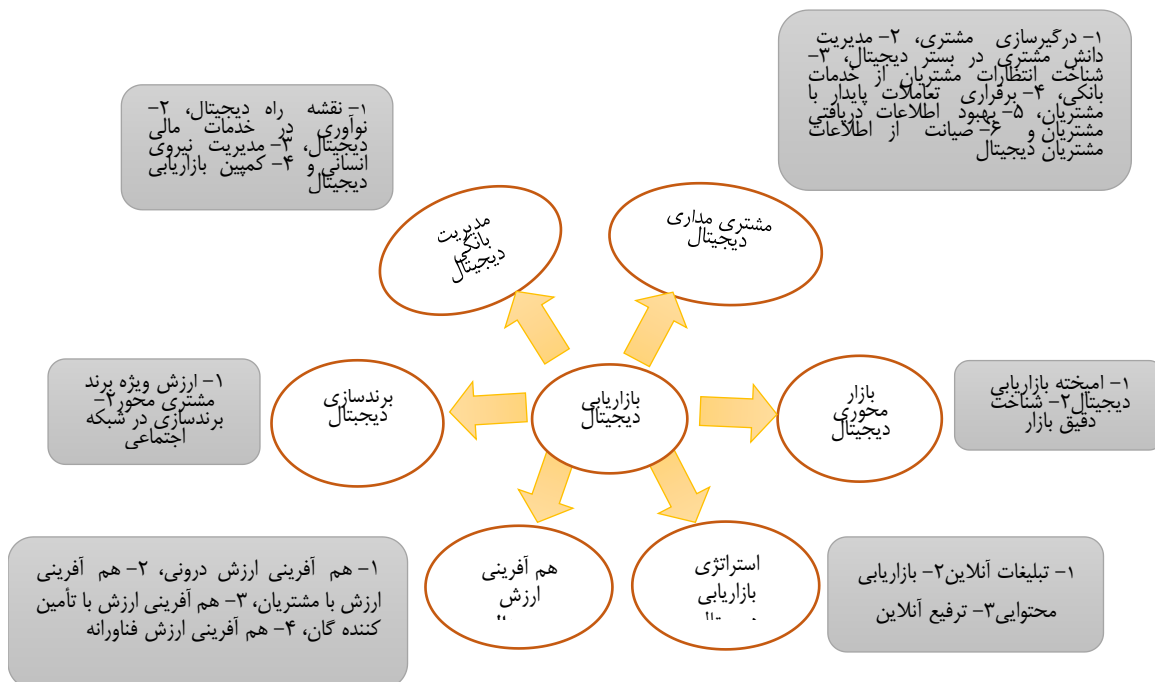 ۱- درگیرسازی مشتری، ۲- مدیریت
دانش مشتری در بستر دیجیتال، ۳-
شناخت انتظارات مشتریان از خدمات
بانکی، ۴- برقراری تعاملات پایدار با
مشتریان، ۵- بهبود اطلاعات دریافتی
مشتریان و ۶- صیانت از اطلاعات
مشتریان دیجیتال
۱- نقشه راه دیجیتال، ۲-
نوآوری در خدمات مالی
دیجیتال، ۳- مدیریت نیروی
انسانی و ۴- کمپین بازاریابی
دیجیتال
مشتری مداری
دیجیتال
مدیریت
بانکی
دیجیتال
۱- امیخته بازاریابی
دیجیتال۲- شناخت
دقیق بازار
بازار
محوری
دیجیتال
بازاریابی
دیجیتال
برندسازی
دیجیتال
۱- ارزش ویژه برند
مشتری محور۲-
برندسازی در شبکه
اجتماعی
۱- تبلیغات آنلاین۲- بازاریابی
محتوایی۳- ترفیع آنلاین
استراتژی
بازاریابی
هم آفرینی
ارزش
۱- هم آفرینی ارزش درونی، ۲- هم آفرینی
ارزش با مشتریان، ۳- هم آفرینی ارزش با تأمین
کننده گان، ۴- هم آفرینی ارزش فناورانه